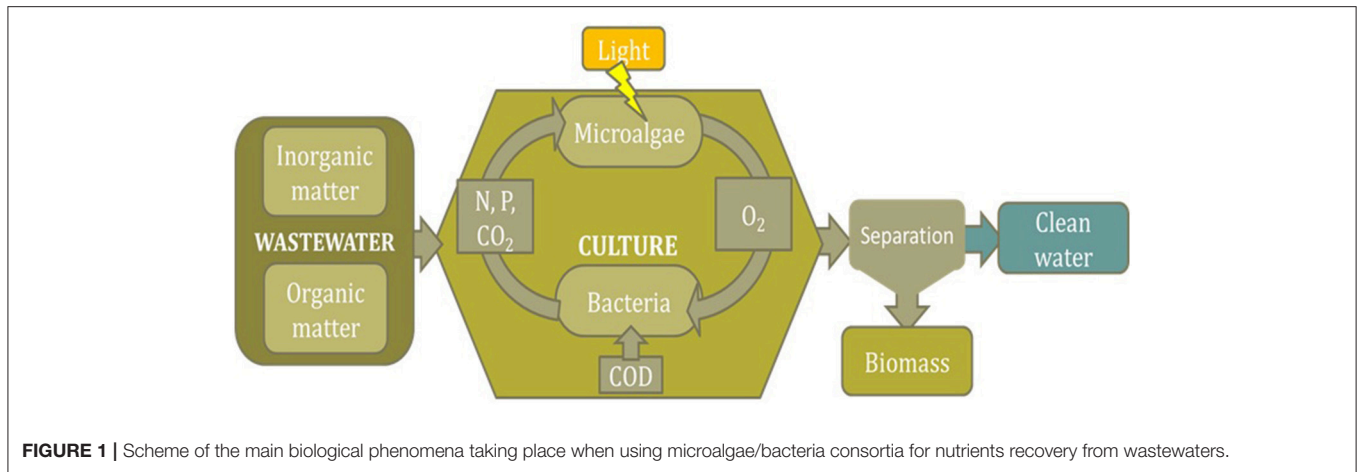 Light
Microalgae
Inorganic
matter
WASTEWATER
Organic
matter
N, P,
CO₂
O₂
CULTURE
Bacteria
COD
Separation
Clean
water
Biomass
FIGURE 1 | Scheme of the main biological phenomena taking place when using microalgae/bacteria consortia for nutrients recovery from wastewaters.